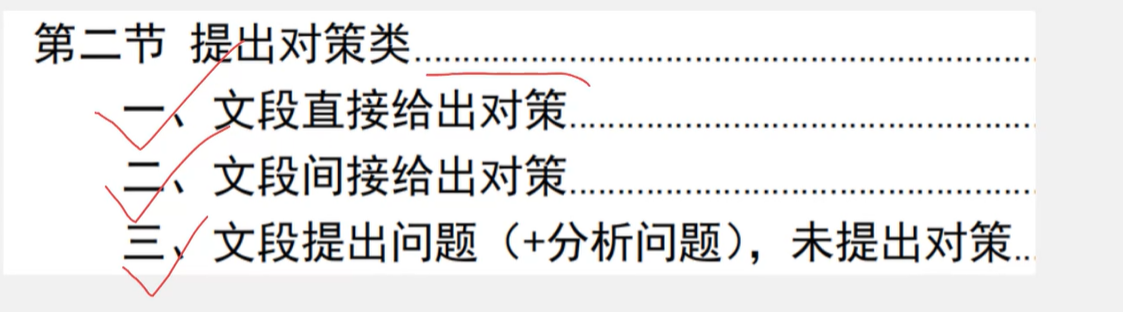 第二节 提出对策类........................................................
一、文段直接给出对策..........................................
二、文段间接给出对策..........................................
三、文段提出问题（+分析问题），未提出对策...